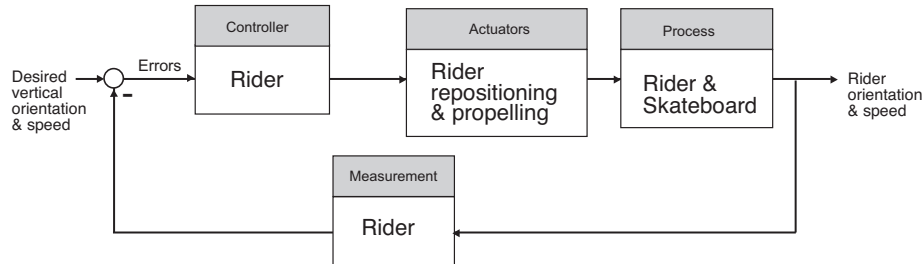 Controller
Actuators
Process
Desired
vertical
orientation
& speed
Errors
-
Rider
Rider
repositioning
& propelling
Rider &
Skateboard
Rider
orientation
& speed
Measurement
Rider